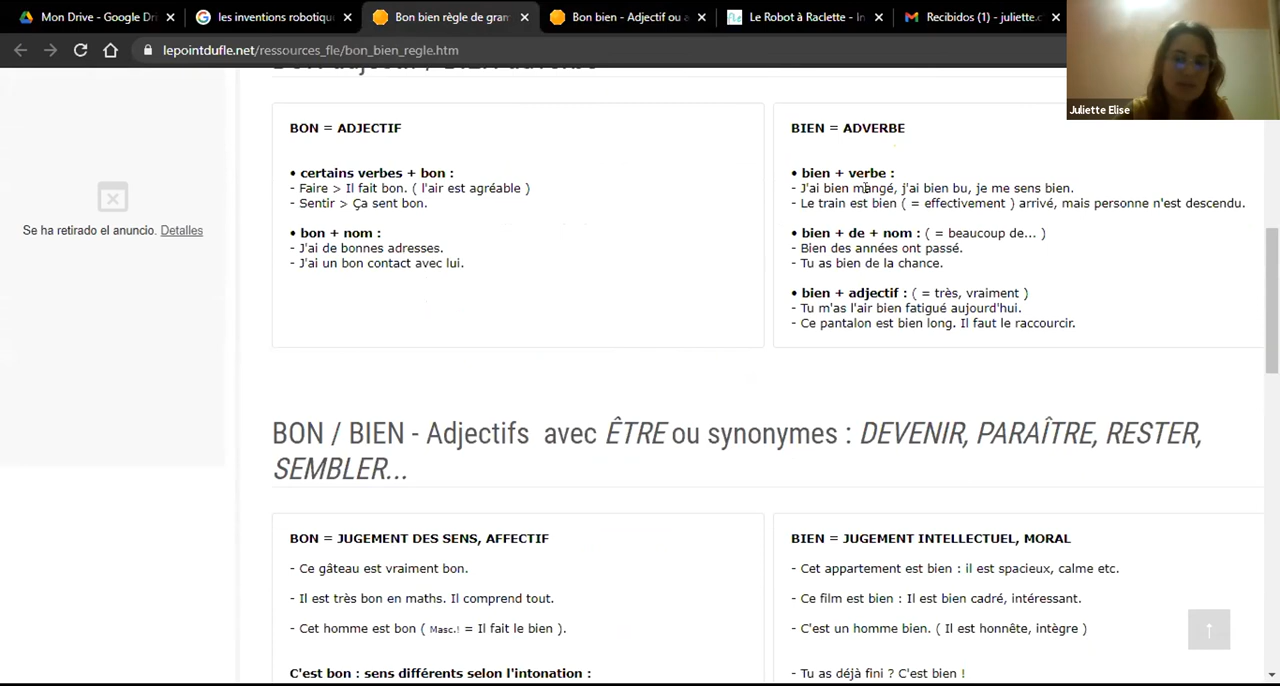 Mon Drive - Google Dri
les inventions robotiqu
Bon bien règle de gram
Bon bien - Adjectif ou a
Le Robot à Raclette - In
Recibidos (1) - juliette.c
lepointdufle.net/ressources_fle/bon_bien_regle.htm
Juliette Elise
BON = ADJECTIF
• certains verbes + bon :
- Faire > Il fait bon. ( l'air est agréable )
- Sentir > Ça sent bon.
• bon + nom :
- J'ai de bonnes adresses.
- J'ai un bon contact avec lui.
BIEN = ADVERBE
• bien + verbe :
- J'ai bien mangé, j'ai bien bu, je me sens bien.
- Le train est bien ( = effectivement ) arrivé, mais personne n'est descendu.
• bien + de + nom : ( = beaucoup de... )
- Bien des années ont passé.
- Tu as bien de la chance.
• bien + adjectif : ( = très, vraiment )
- Tu m'as l'air bien fatigué aujourd'hui.
- Ce pantalon est bien long. Il faut le raccourcir.
Se ha retirado el anuncio. Detalles
BON / BIEN - Adjectifs avec ÊTRE ou synonymes : DEVENIR, PARAÎTRE, RESTER,
SEMBLER...
BON = JUGEMENT DES SENS, AFFECTIF
- Ce gâteau est vraiment bon.
- Il est très bon en maths. Il comprend tout.
- Cet homme est bon ( Masc.! = Il fait le bien ).
C'est bon : sens différents selon l'intonation :
BIEN = JUGEMENT INTELLECTUEL, MORAL
- Cet appartement est bien : il est spacieux, calme etc.
- Ce film est bien : Il est bien cadré, intéressant.
- C'est un homme bien. ( Il est honnête, intègre )
- Tu as déjà fini ? C'est bien !